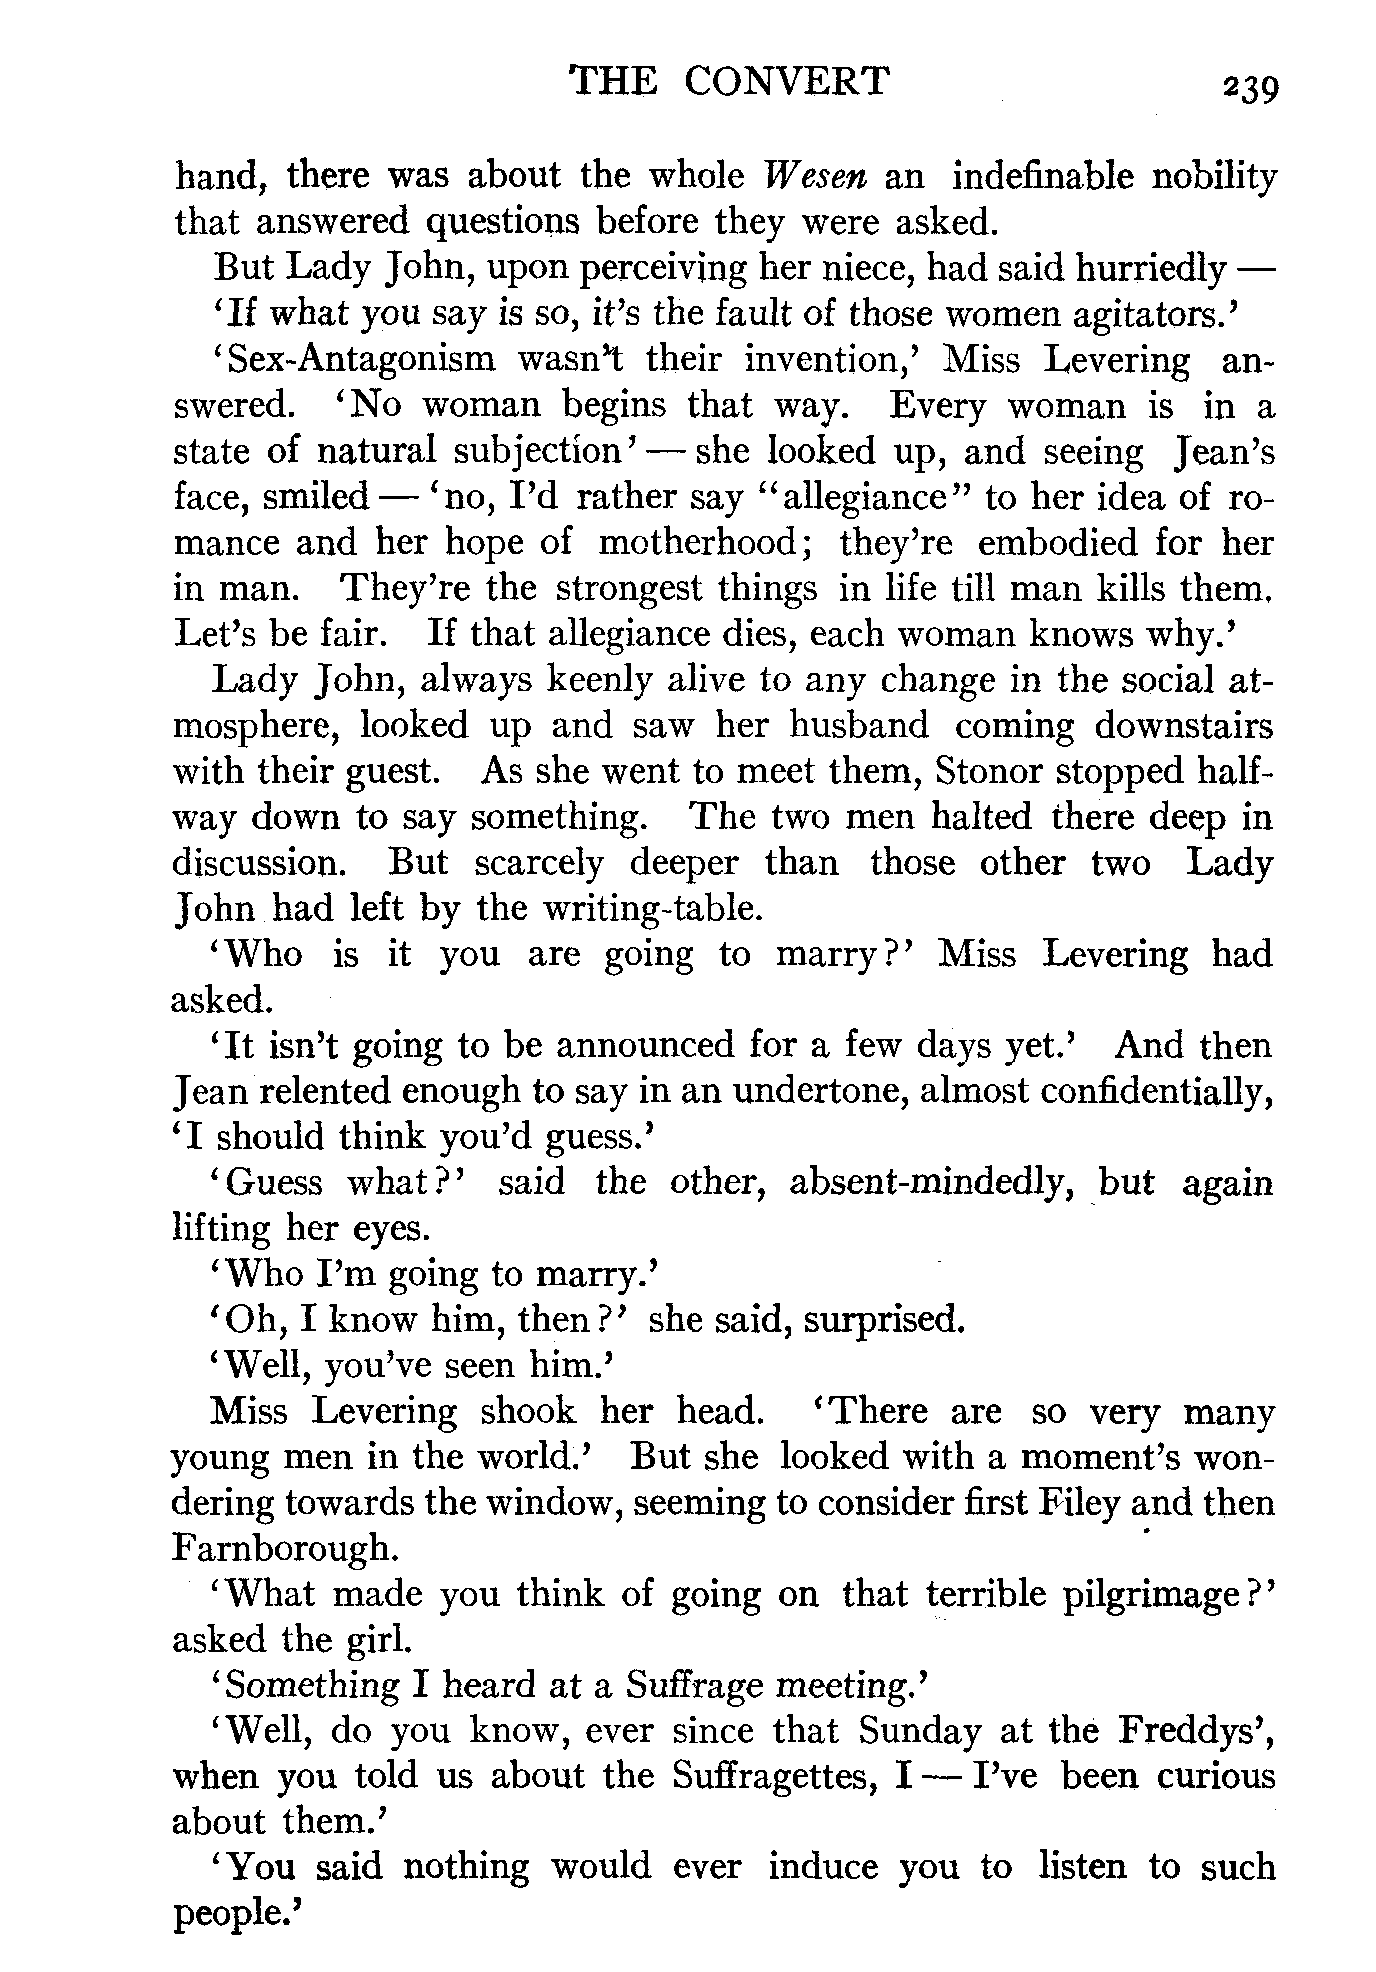 THE CONVERT 239
hand, there was about the whole Wesen an indefinable nobility
that answered questions before they were asked.
But Lady John, upon perceiving her niece, had said hurriedly —
‘If what you say is so, it’s the fault of those women agitators.’
‘Sex-Antagonism wasn’t their invention,’ Miss Levering an-
swered. ‘No woman begins that way. Every woman is in a
state of natural subjection’ — she looked up, and seeing Jean’s
face, smiled — ‘no, I’d rather say “allegiance” to her idea of ro-
mance and her hope of motherhood; they’re embodied for her
in man. They’re the strongest things in life till man kills them.
Let’s be fair. If that allegiance dies, each woman knows why.’
Lady John, always keenly alive to any change in the social at-
mosphere, looked up and saw her husband coming downstairs
with their guest. As she went to meet them, Stonor stopped half-
way down to say something. The two men halted there deep in
discussion. But scarcely deeper than those other two Lady
John had left by the writing-table.
‘Who is it you are going to marry?’ Miss Levering had
asked.
‘It isn’t going to be announced for a few days yet.’ And then
Jean relented enough to say in an undertone, almost confidentially,
‘I should think you’d guess.’
‘Guess what?’ said the other, absent-mindedly, but again
lifting her eyes.
‘Who I’m going to marry.’
‘Oh, I know him, then?’ she said, surprised.
‘Well, you’ve seen him.’
Miss Levering shook her head. ‘There are so very many
young men in the world.’ But she looked with a moment’s won-
dering towards the window, seeming to consider first Filey and then
Farnborough.
‘What made you think of going on that terrible pilgrimage?’
asked the girl.
‘Something I heard at a Suffrage meeting.’
‘Well, do you know, ever since that Sunday at the Freddys’,
when you told us about the Suffragettes, I — I’ve been curious
about them.’
‘You said nothing would ever induce you to listen to such
people.’